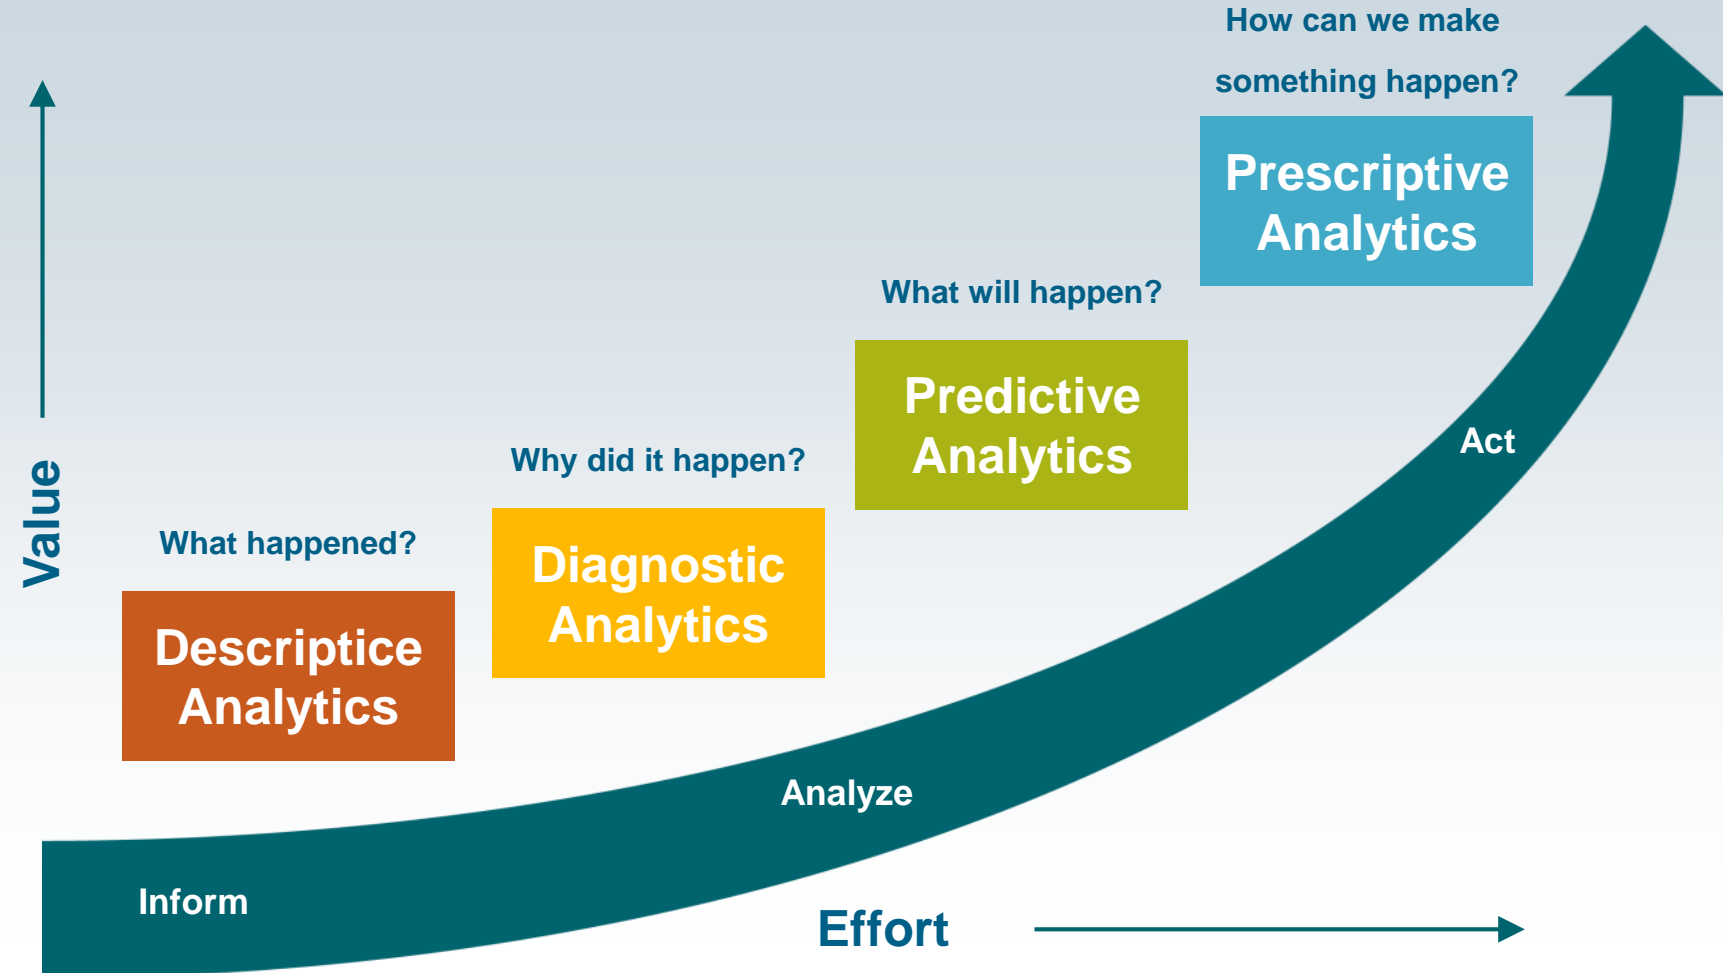 How can we make
something happen?
Prescriptive
Analytics
What will happen?
Predictive
Analytics
Act
Why did it happen?
Diagnostic
Analytics
Value
What happened?
Descriptice
Analytics
Analyze
Inform
Effort